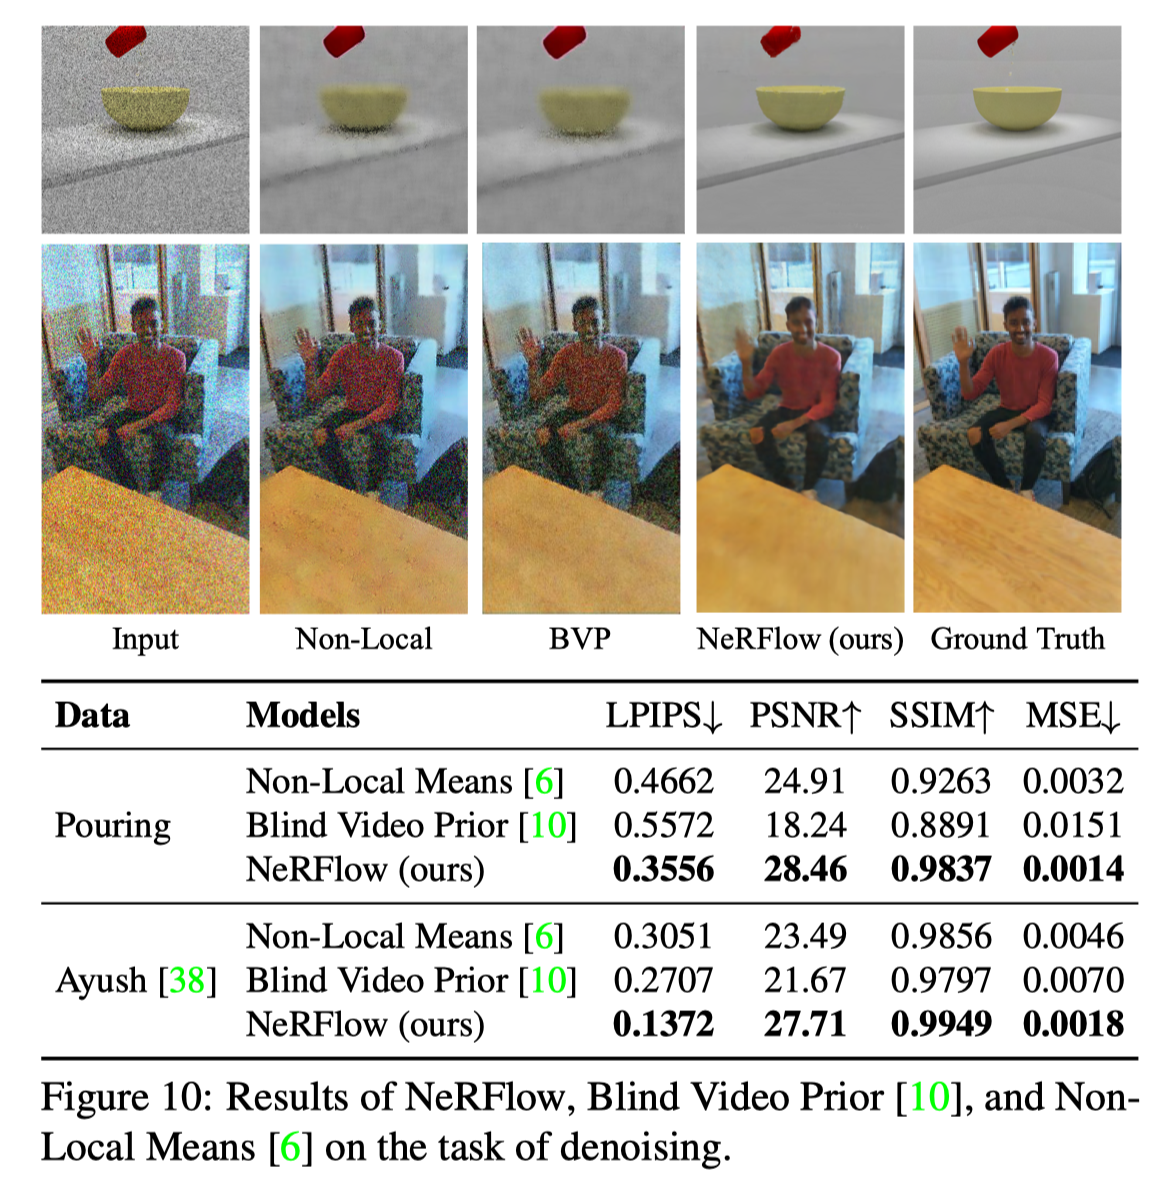 Input Non-Local BVP NeRFlow (ours) Ground Truth
Data Models LPIPS↓ PSNR↑ SSIM↑ MSE↓
Non-Local Means [6] 0.4662 24.91 0.9263 0.0032
Pouring Blind Video Prior [10] 0.5572 18.24 0.8891 0.0151
NeRFlow (ours) 0.3556 28.46 0.9837 0.0014
Non-Local Means [6] 0.3051 23.49 0.9856 0.0046
Ayush [38] Blind Video Prior [10] 0.2707 21.67 0.9797 0.0070
NeRFlow (ours) 0.1372 27.71 0.9949 0.0018
Figure 10: Results of NeRFlow, Blind Video Prior [10], and Non-
Local Means [6] on the task of denoising.